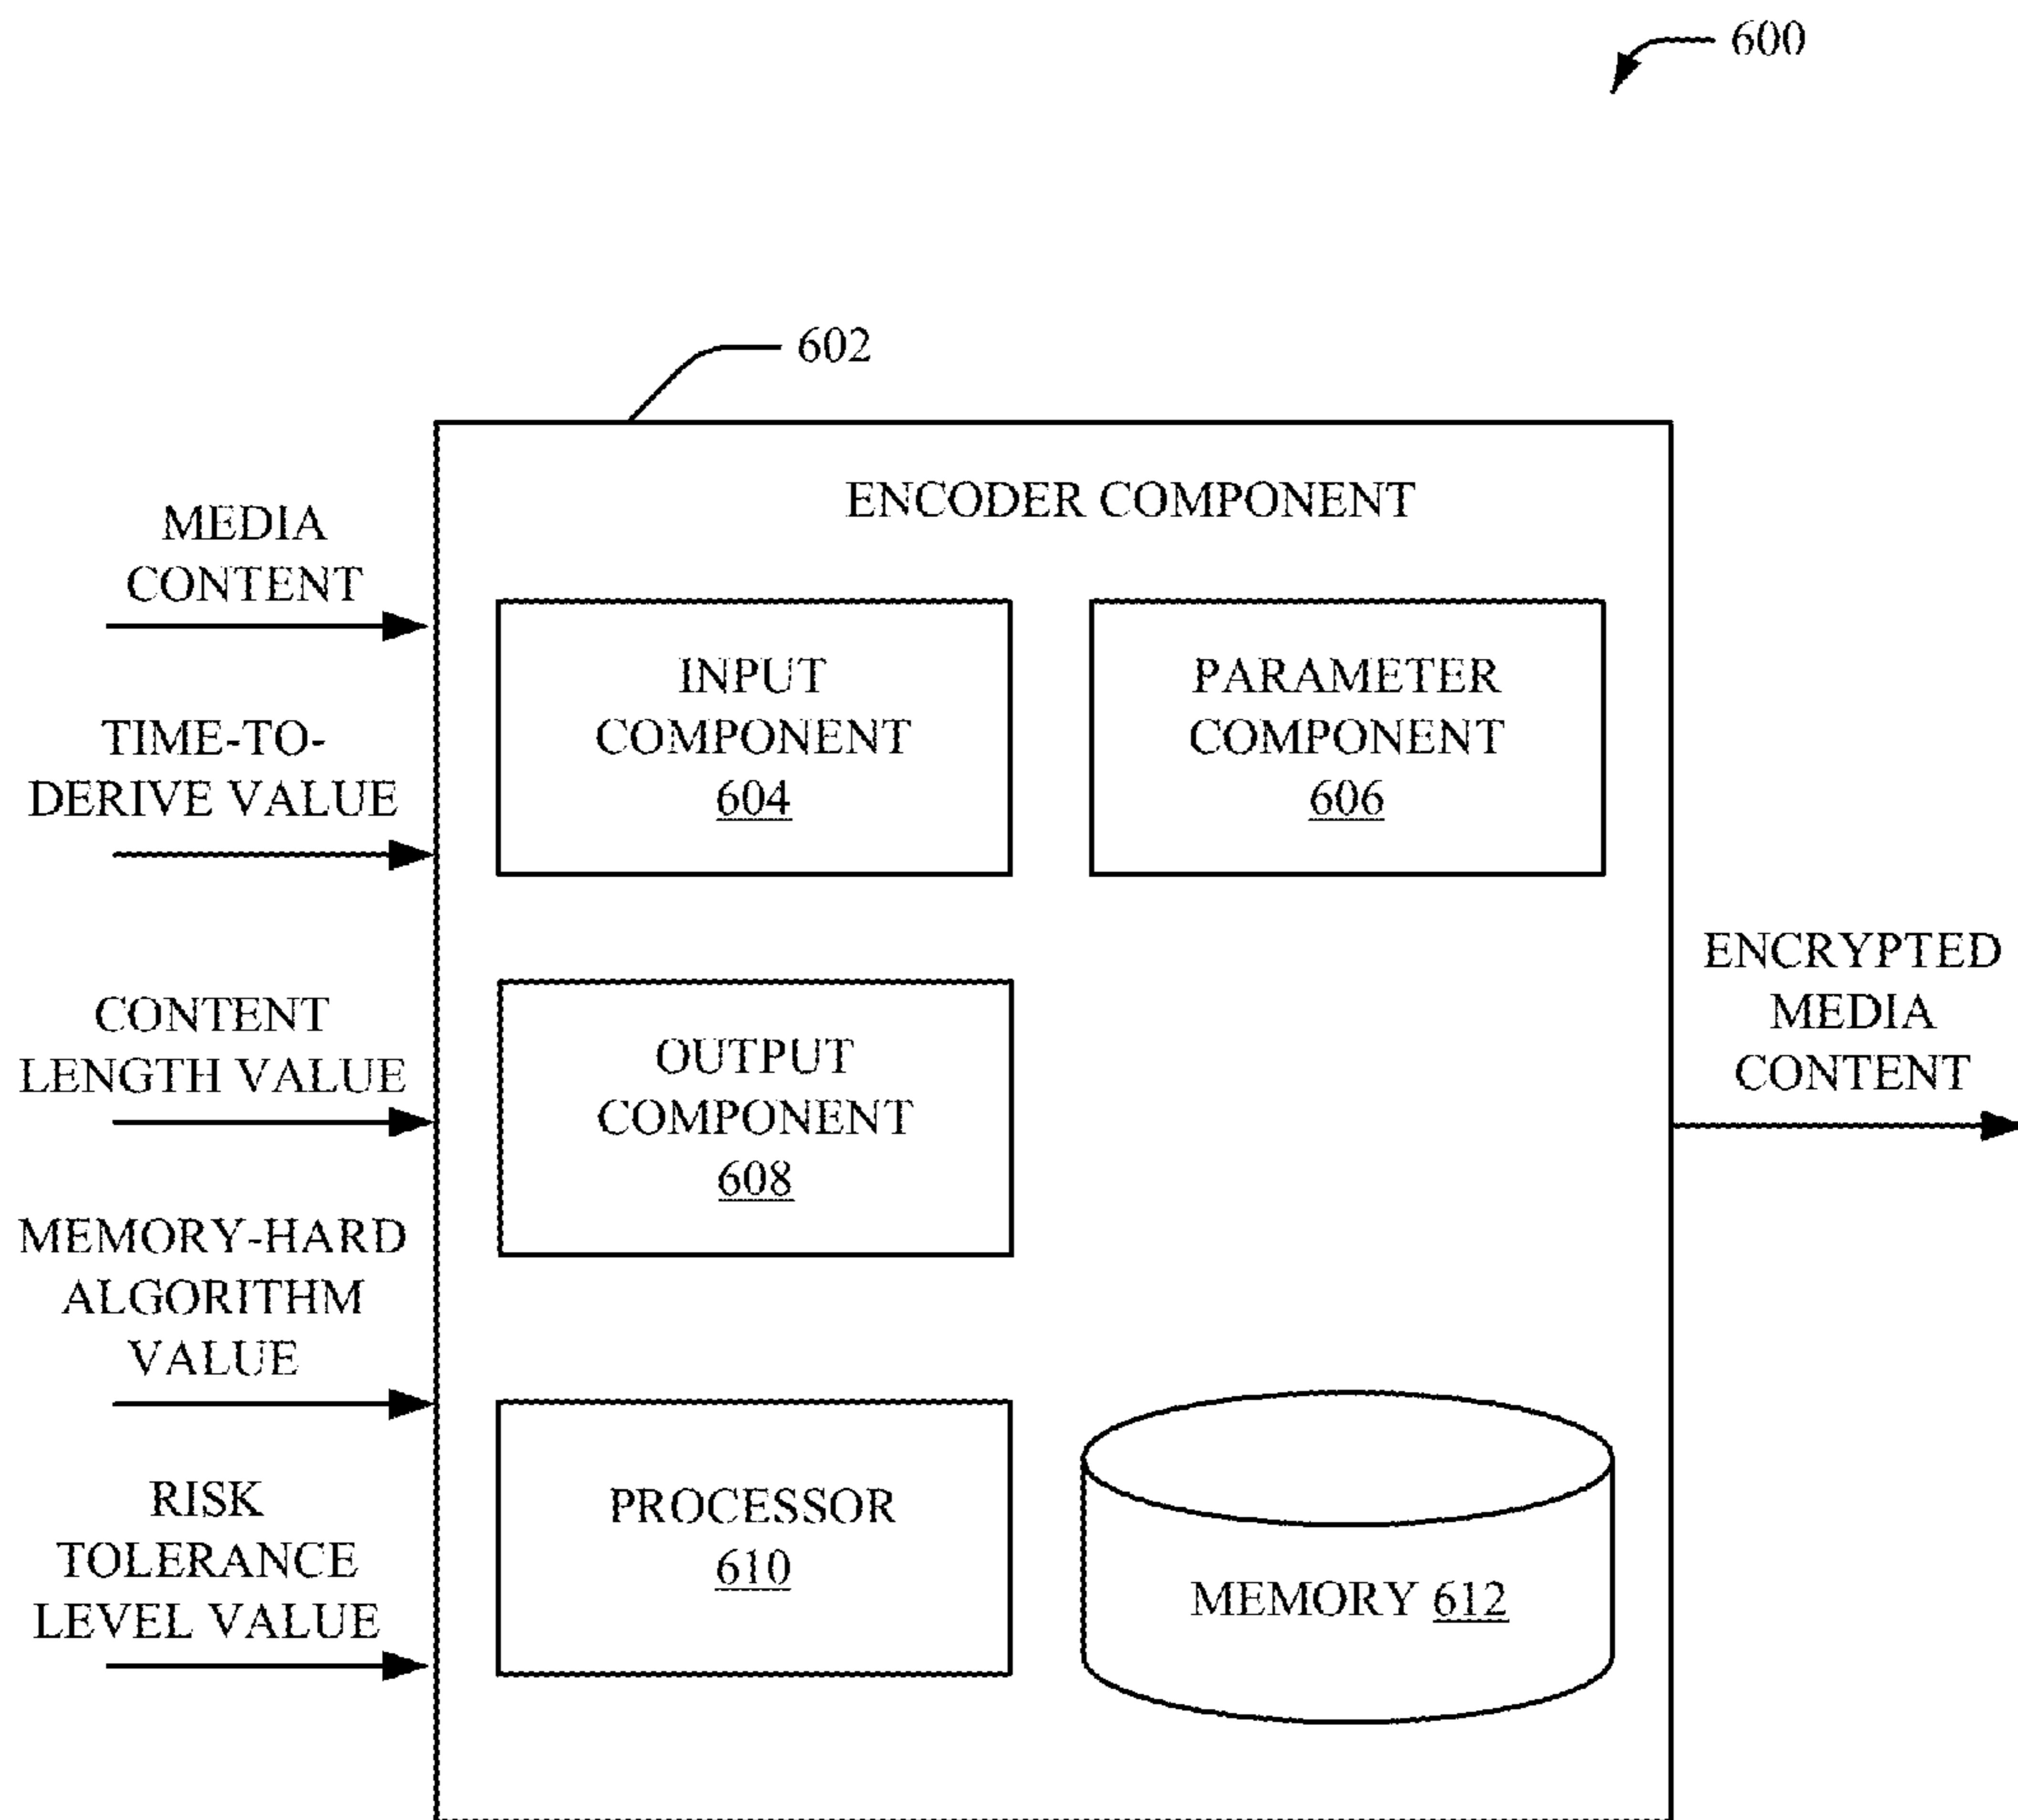 600
602
ENCODER COMPONENT
MEDIA
CONTENT
TIME-TO-
DERIVE VALUE
CONTENT
LENGTH VALUE
MEMORY-HARD
ALGORITHM
VALUE
RISK
TOLERANCE
LEVEL VALUE
INPUT
COMPONENT
604
PARAMETER
COMPONENT
606
OUTPUT
COMPONENT
608
PROCESSOR
610
MEMORY 612
ENCRYPTED
MEDIA
CONTENT